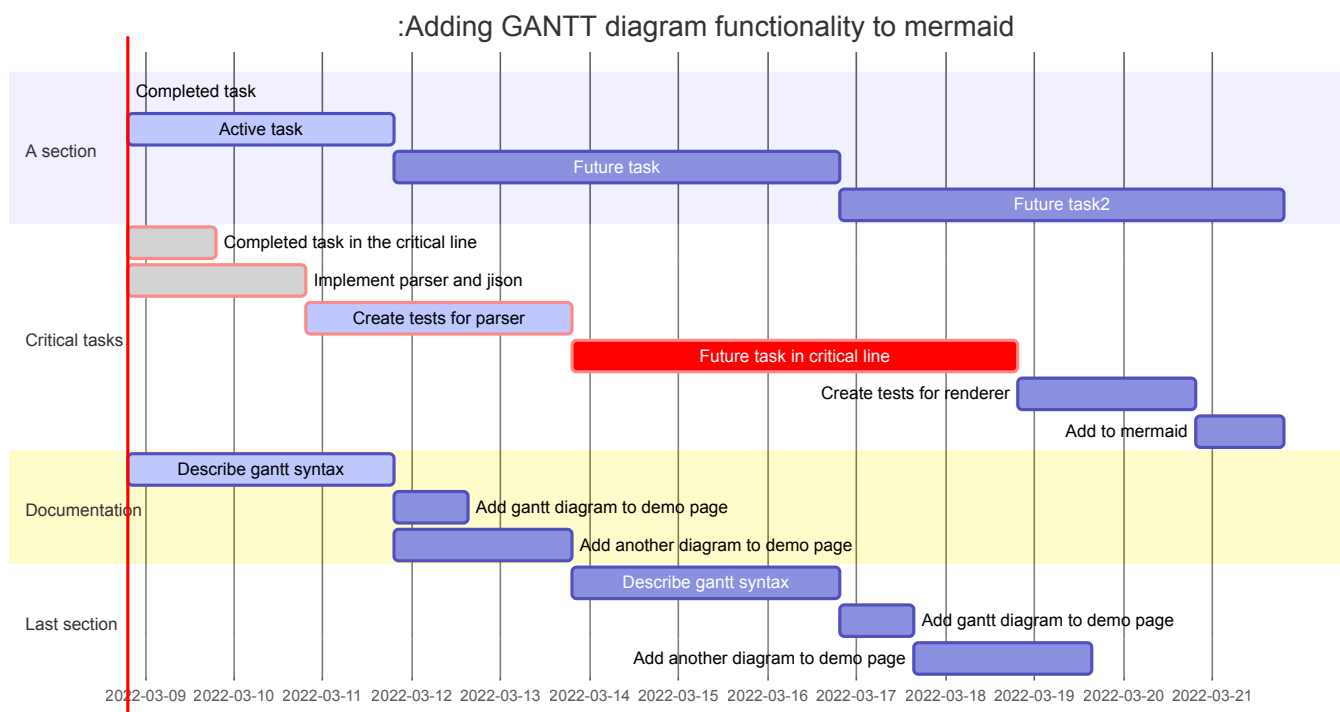 :Adding GANTT diagram functionality to mermaid
Completed task
Active task
A section
Future task
Future task2
Completed task in the critical line
Implement parser and jison
Create tests for parser
Critical tasks
Future task in critical line
Create tests for renderer
Add to mermaid
Describe gantt syntax
Documentation
Add gantt diagram to demo page
Add another diagram to demo page
Describe gantt syntax
Last section
Add gantt diagram to demo page
Add another diagram to demo page
2022-03-09 2022-03-10 2022-03-11 2022-03-12 2022-03-13 2022-03-14 2022-03-15 2022-03-16 2022-03-17 2022-03-18 2022-03-19 2022-03-20 2022-03-21